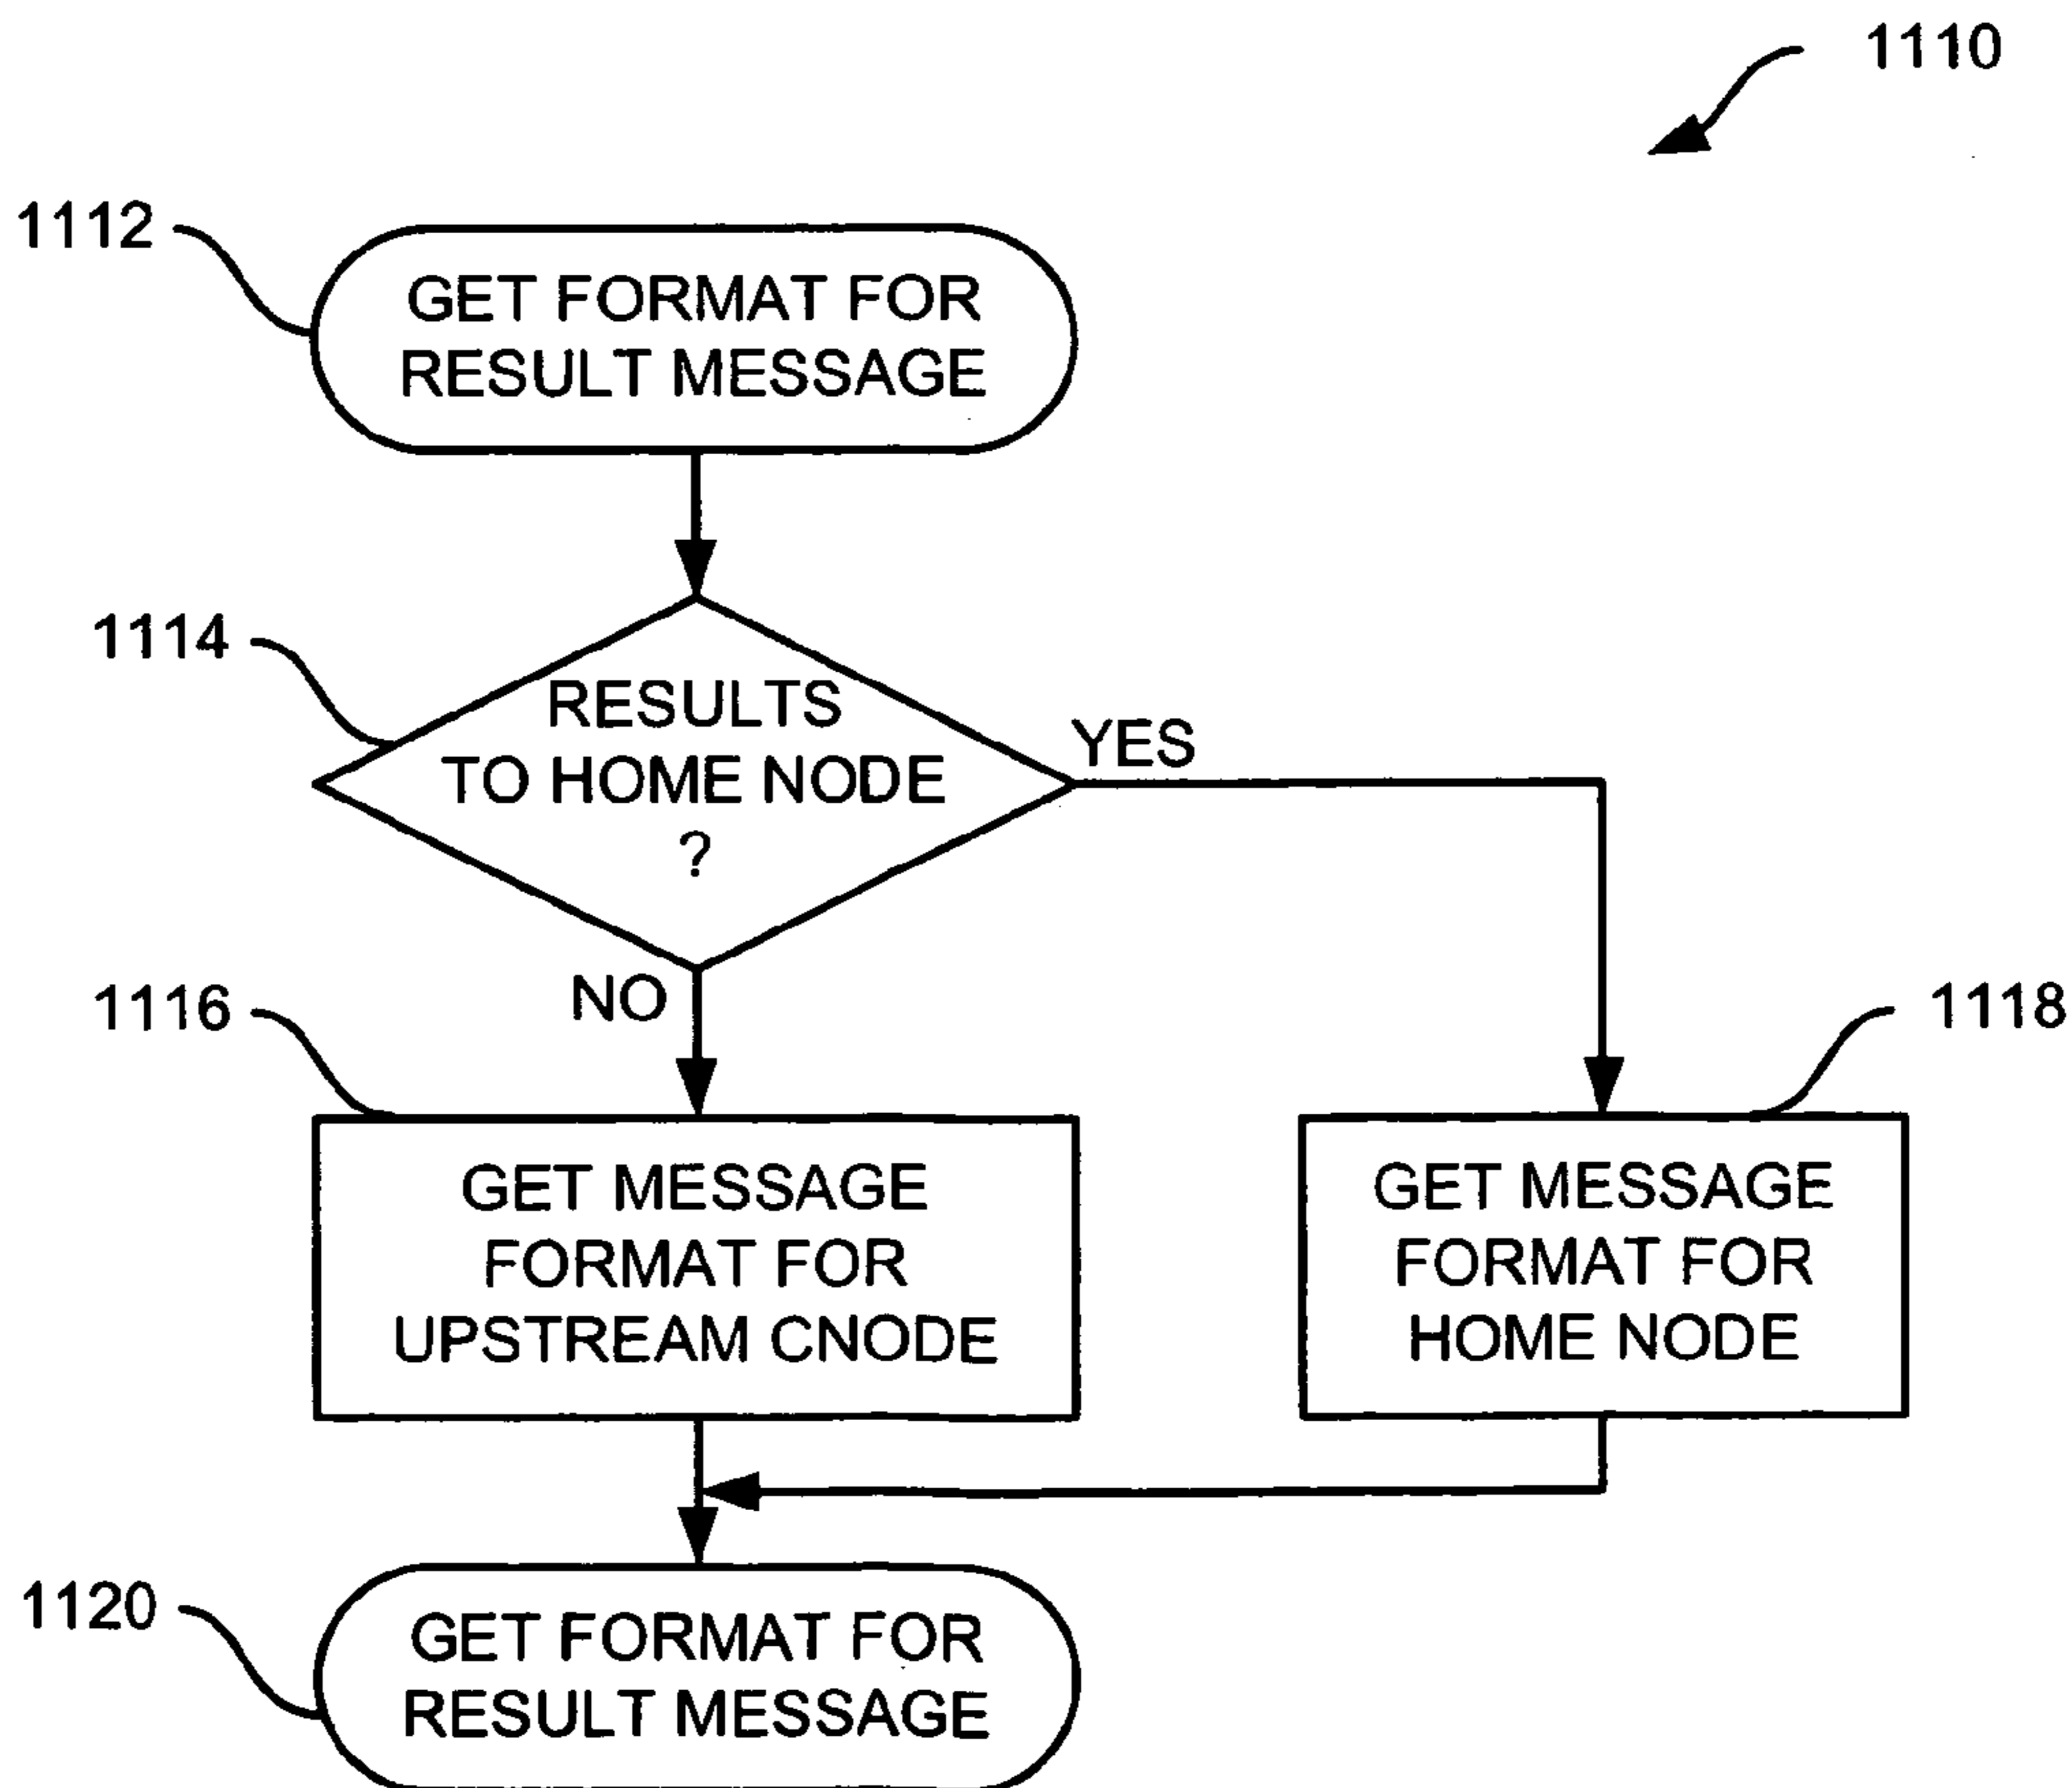 1110
1112
GET FORMAT FOR
RESULT MESSAGE
1114
RESULTS
TO HOME NODE
?
YES
NO
1116
GET MESSAGE
FORMAT FOR
UPSTREAM CNODE
1118
GET MESSAGE
FORMAT FOR
HOME NODE
1120
GET FORMAT FOR
RESULT MESSAGE